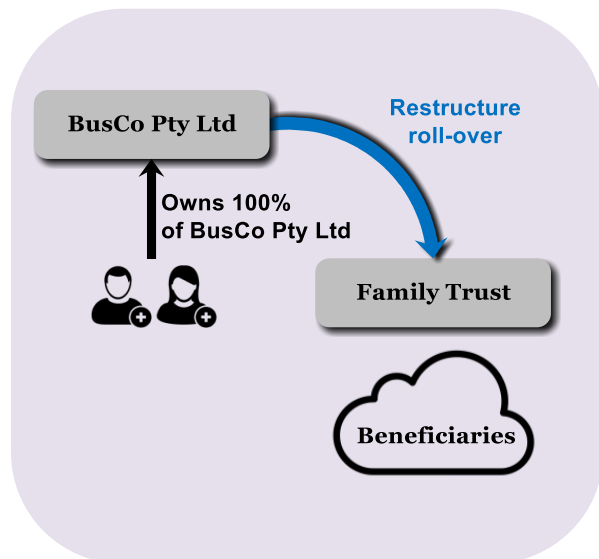 BusCo Pty Ltd
Restructure
roll-over
Owns 100%
of BusCo Pty Ltd
Family Trust
Beneficiaries